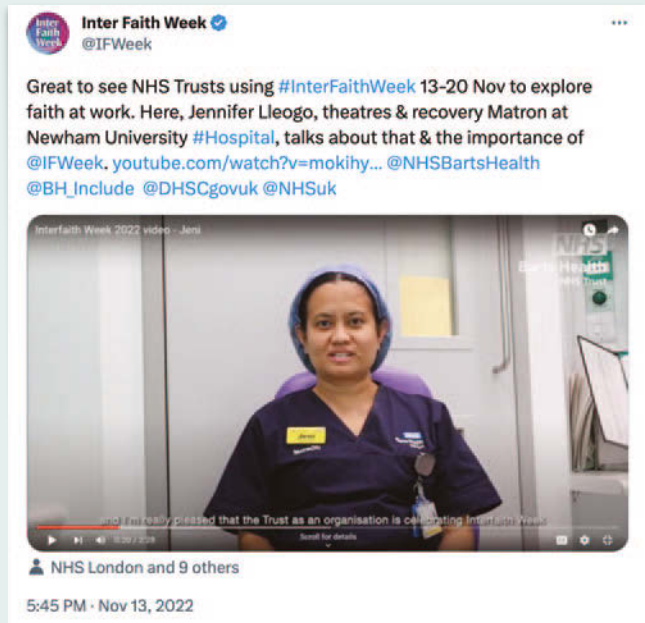 Inter
Faith
Week
Inter Faith Week
@IFWeek
Great to see NHS Trusts using #InterFaithWeek 13-20 Nov to explore
faith at work. Here, Jennifer Lleogo, theatres & recovery Matron at
Newham University #Hospital, talks about that & the importance of
@IFWeek. youtube.com/watch?v=mokihy... @NHSBartsHealth
@BH_Include @DHSCgovuk @NHSuk
Interfaith Week 2022 video - Jeni
NHS
Barts Health
NHS Trust
and I'm really pleased that the Trust as an organisation is celebrating Interfaith Week
Scroll for details
NHS London and 9 others
5:45 PM · Nov 13, 2022